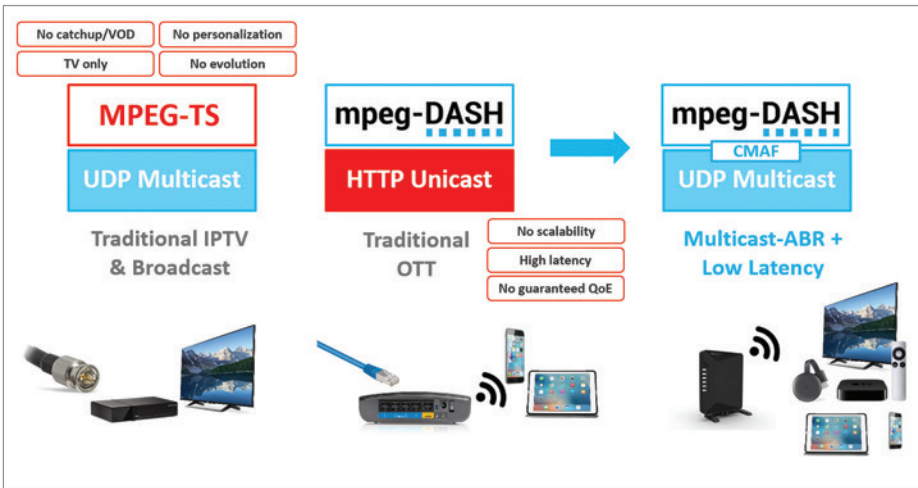 No catchup/VOD
No personalization
TV only
No evolution
MPEG-TS
UDP Multicast
Traditional IPTV
& Broadcast
mpeg-DASH
HTTP Unicast
Traditional
OTT
No scalability
High latency
No guaranteed QoE
mpeg-DASH
CMAF
UDP Multicast
Multicast-ABR +
Low Latency